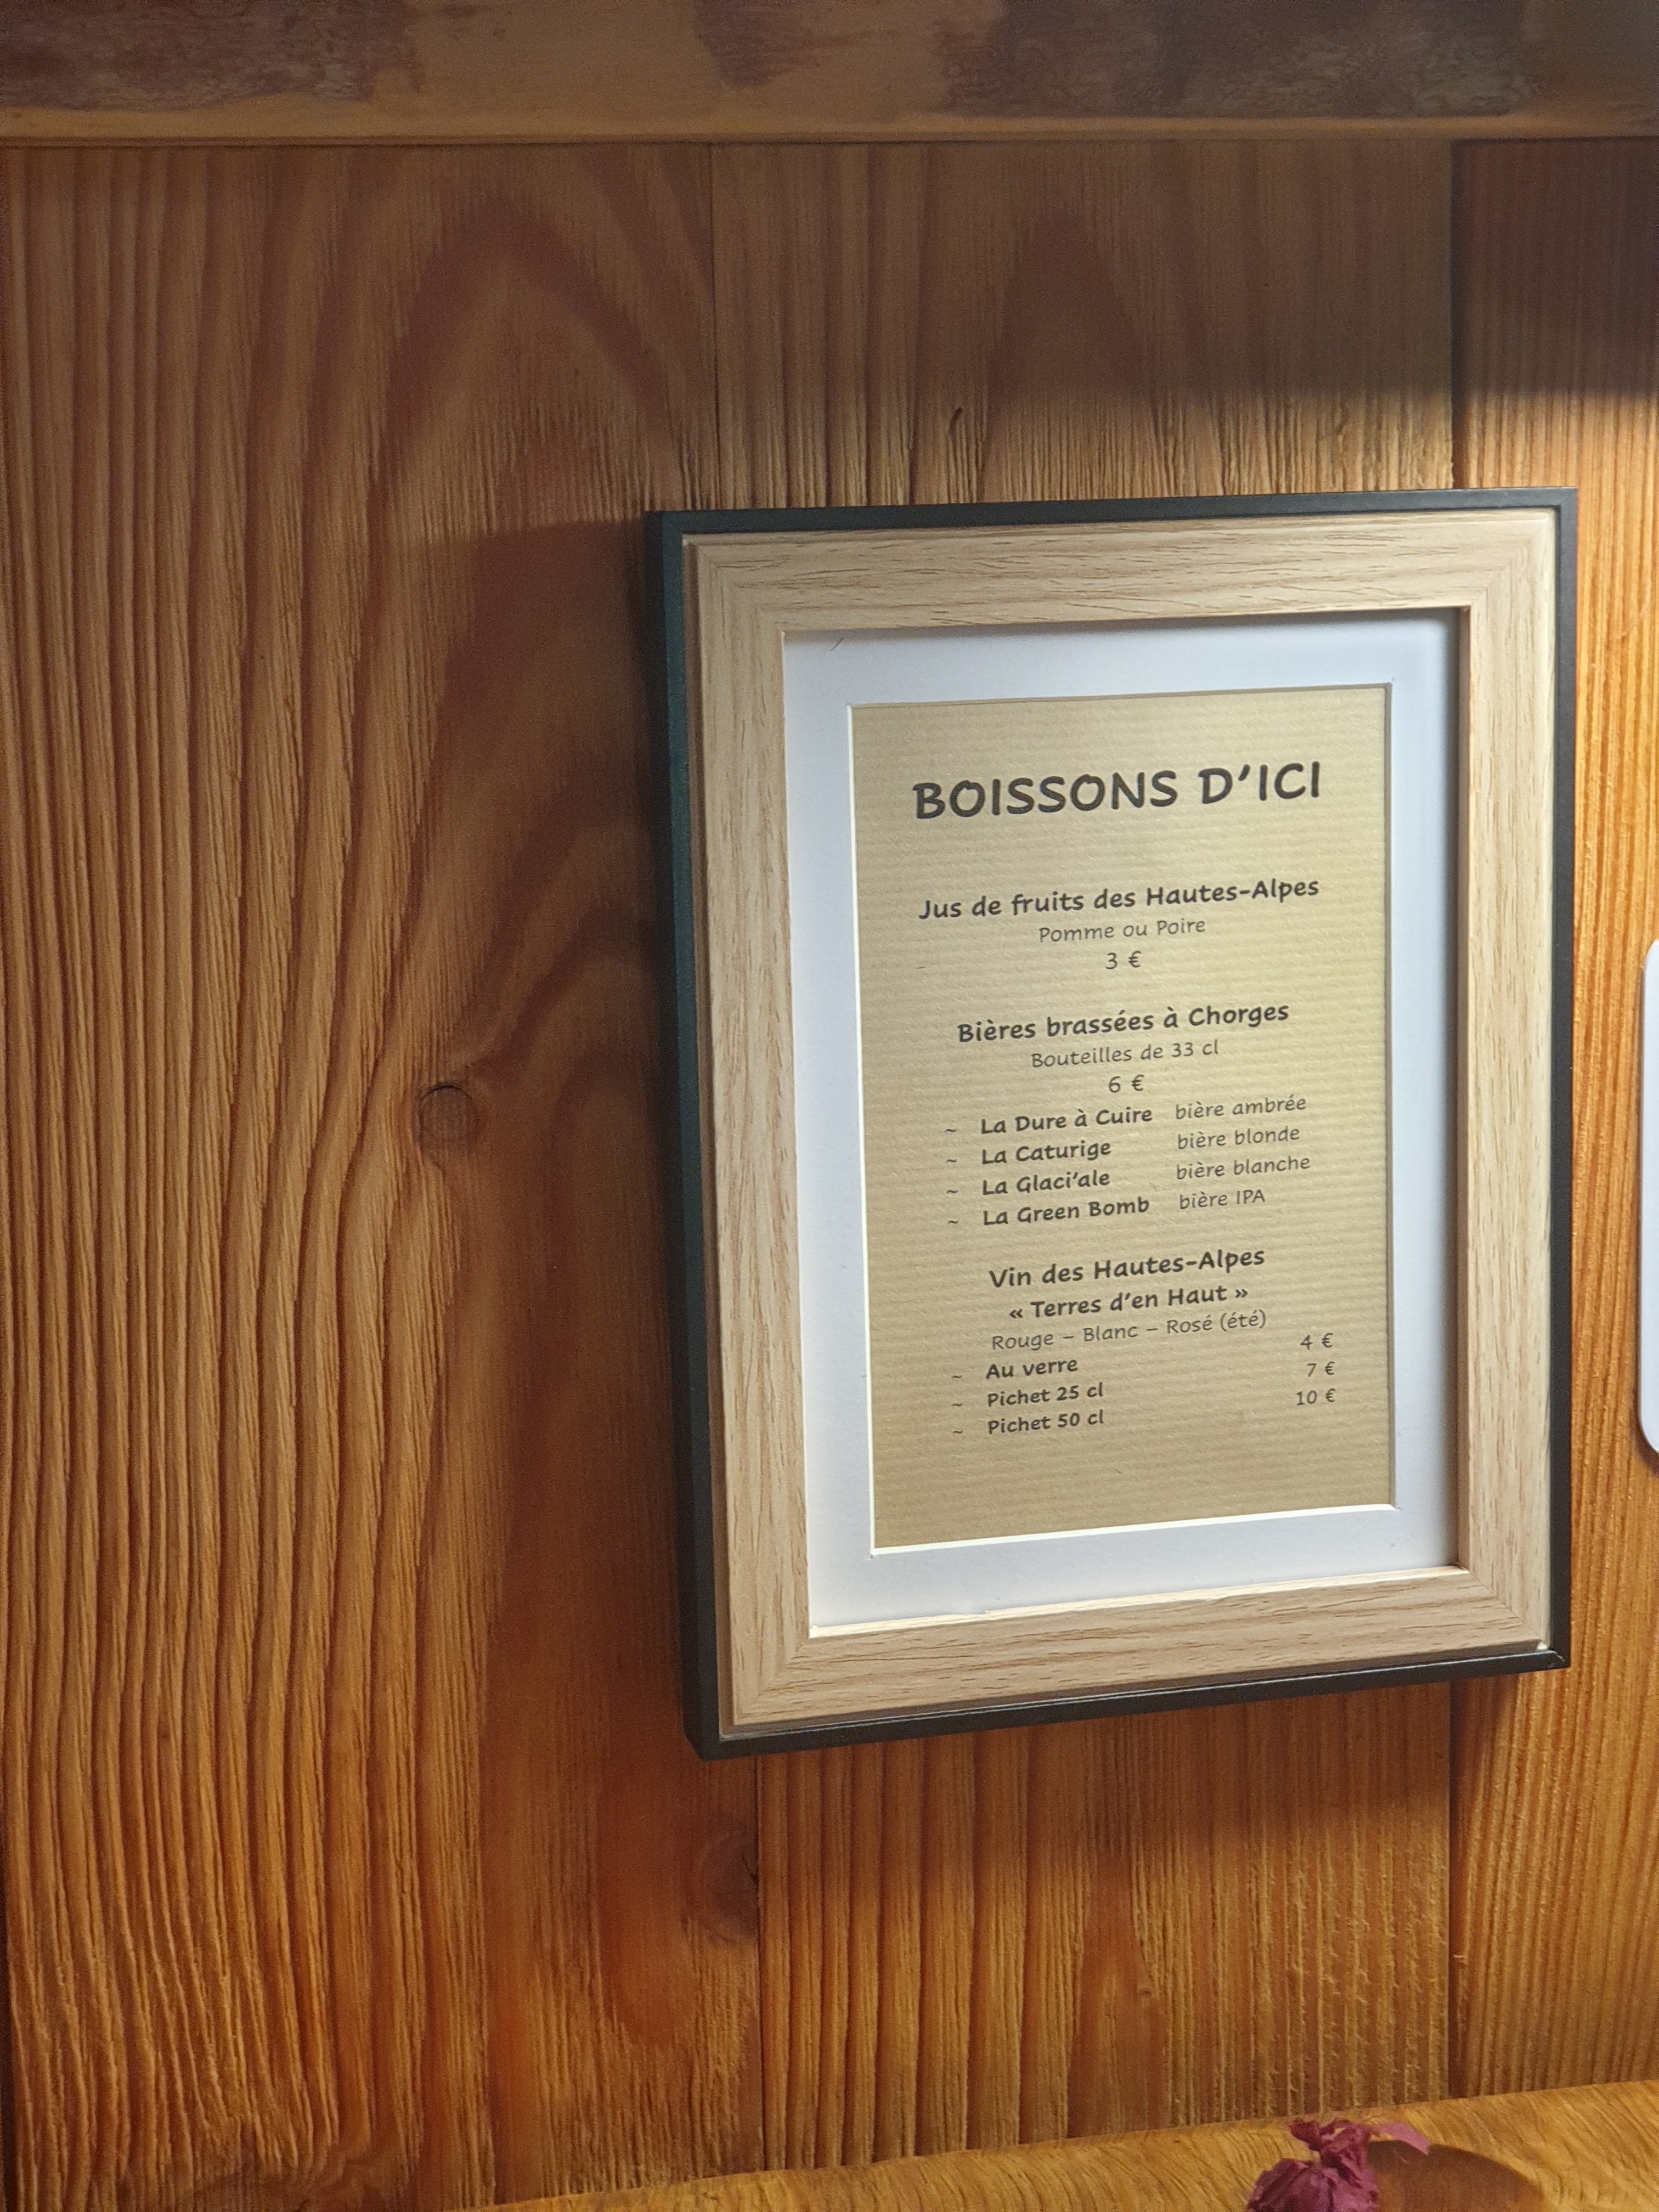 BOISSONS D'ICI
Jus de fruits des Hautes-Alpes
Pomme ou Poire
3 €
Bières brassées à Chorges
Bouteilles de 33 cl
6 €
~ La Dure à Cuire bière ambrée
~ La Caturige bière blonde
~ La Glaci'ale bière blanche
~ La Green Bomb bière IPA
Vin des Hautes-Alpes
« Terres d'en Haut »
Rouge – Blanc – Rosé (été)
~ Au verre 4 €
~ Pichet 25 cl 7 €
~ Pichet 50 cl 10 €